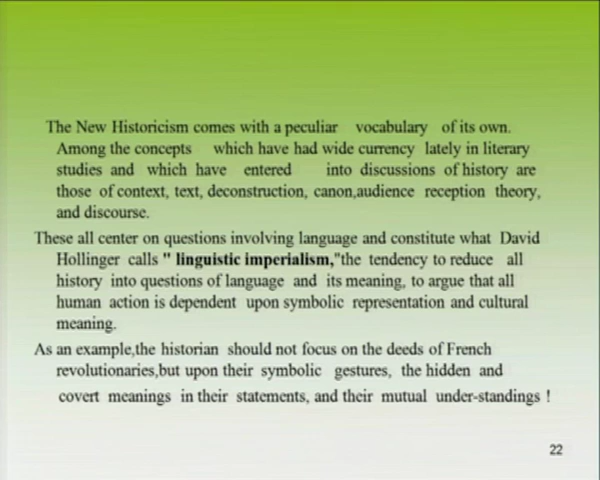 The New Historicism comes with a peculiar vocabulary of its own.
Among the concepts which have had wide currency lately in literary
studies and which have entered into discussions of history are
those of context, text, deconstruction, canon,audience reception theory,
and discourse.
These all center on questions involving language and constitute what David
Hollinger calls " linguistic imperialism,"the tendency to reduce all
history into questions of language and its meaning, to argue that all
human action is dependent upon symbolic representation and cultural
meaning.
As an example,the historian should not focus on the deeds of French
revolutionaries,but upon their symbolic gestures, the hidden and
covert meanings in their statements, and their mutual under-standings !
22